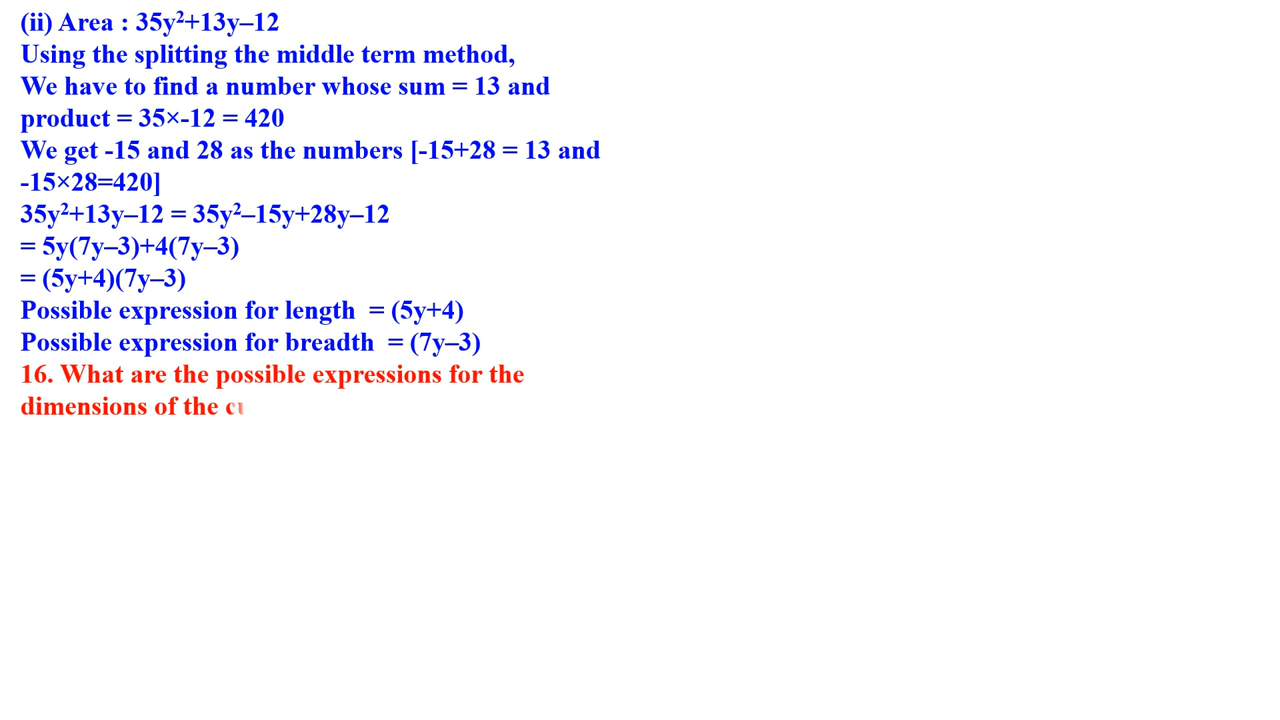 (ii) Area : 35y²+13y–12
Using the splitting the middle term method,
We have to find a number whose sum = 13 and
product = 35×-12 = 420
We get -15 and 28 as the numbers [-15+28 = 13 and
-15×28=420]
35y²+13y–12 = 35y²–15y+28y–12
= 5y(7y–3)+4(7y–3)
= (5y+4)(7y–3)
Possible expression for length  = (5y+4)
Possible expression for breadth  = (7y–3)
16. What are the possible expressions for the
dimensions of the